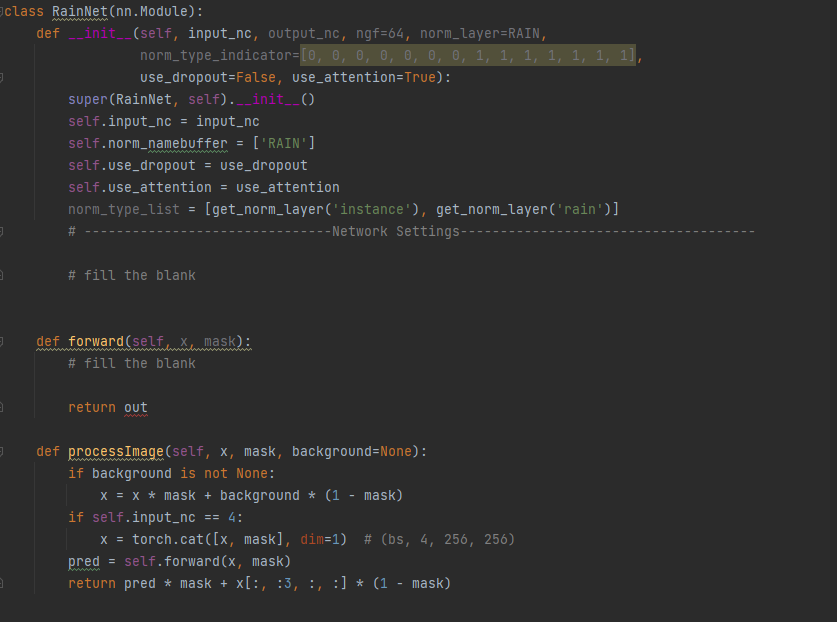 class RainNet(nn.Module):
    def __init__(self, input_nc, output_nc, ngf=64, norm_layer=RAIN,
                 norm_type_indicator=[0, 0, 0, 0, 0, 0, 0, 1, 1, 1, 1, 1, 1, 1],
                 use_dropout=False, use_attention=True):
        super(RainNet, self).__init__()
        self.input_nc = input_nc
        self.norm_namebuffer = ['RAIN']
        self.use_dropout = use_dropout
        self.use_attention = use_attention
        norm_type_list = [get_norm_layer('instance'), get_norm_layer('rain')]
        # -------------------------------Network Settings-------------------------------------
        # fill the blank
    def forward(self, x, mask):
        # fill the blank
        return out
    def processImage(self, x, mask, background=None):
        if background is not None:
            x = x * mask + background * (1 - mask)
        if self.input_nc == 4:
            x = torch.cat([x, mask], dim=1)  # (bs, 4, 256, 256)
        pred = self.forward(x, mask)
        return pred * mask + x[:, :3, :, :] * (1 - mask)